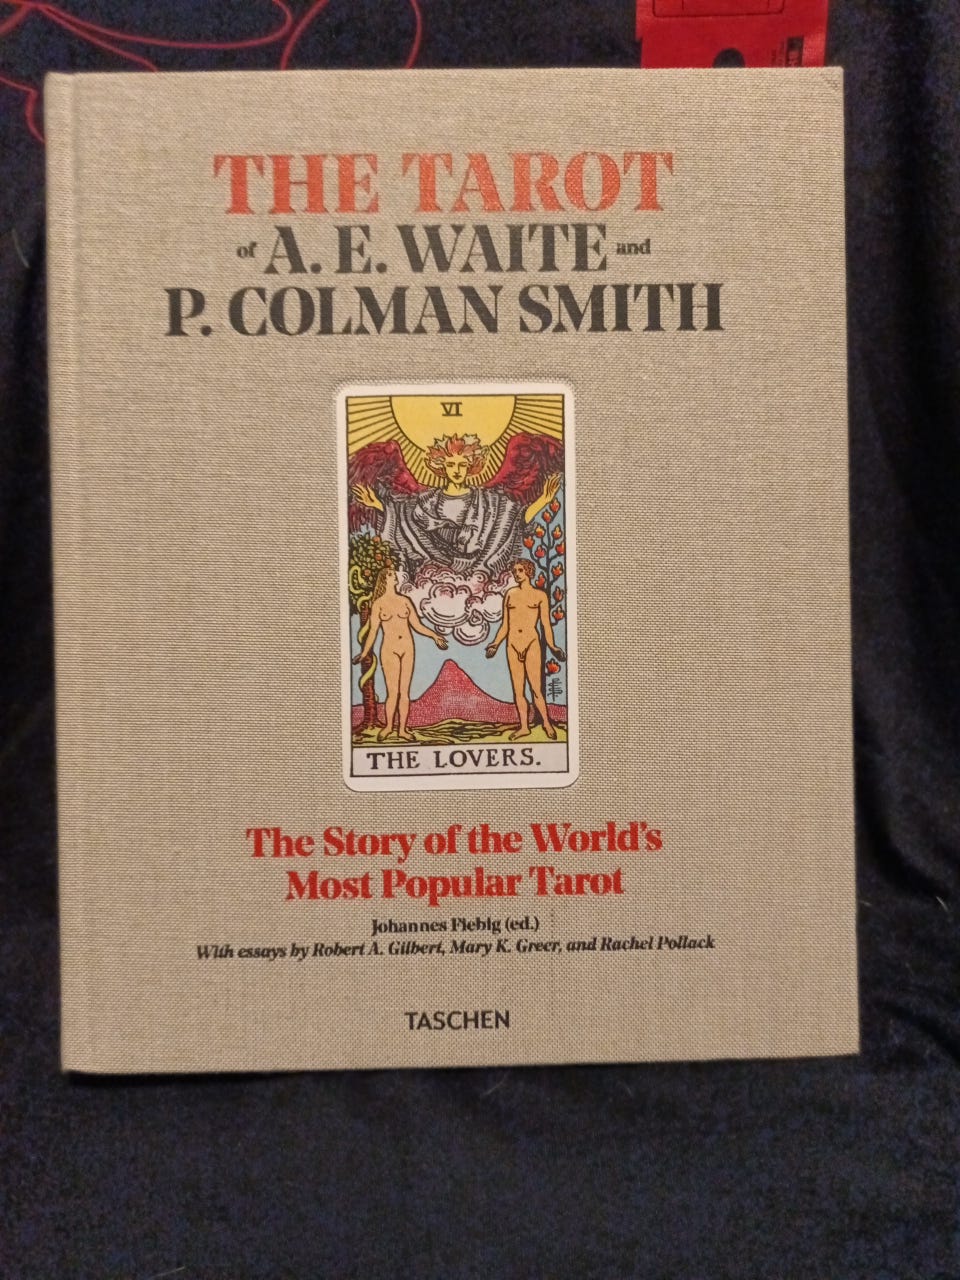 THE TAROT
of A. E. WAITE and
P. COLMAN SMITH
VI
THE LOVERS.
The Story of the World's
Most Popular Tarot
Johannes Fiebig (ed.)
With essays by Robert A. Gilbert, Mary K. Greer, and Rachel Pollack
TASCHEN